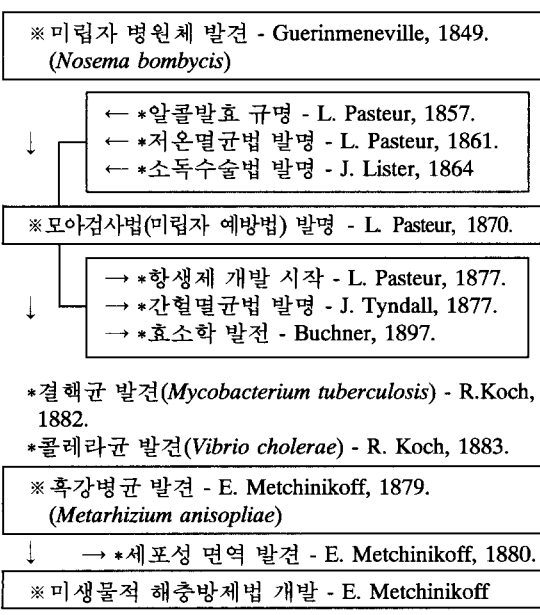 ※미립자 병원체 발견 - Guerinmeneville, 1849.
(Nosema bombycis)
↓
← *알콜발효 규명 - L. Pasteur, 1857.
← *저온멸균법 발명 - L. Pasteur, 1861.
← *소독수술법 발명 - J. Lister, 1864
※모아검사법(미립자 예방법) 발명 - L. Pasteur, 1870.
↓
→ *항생제 개발 시작 - L. Pasteur, 1877.
→ *간헐멸균법 발명 - J. Tyndall, 1877.
→ *효소학 발전 - Buchner, 1897.
*결핵균 발견(Mycobacterium tuberculosis) - R.Koch,
1882.
*콜레라균 발견(Vibrio cholerae) - R. Koch, 1883.
※흑강병균 발견 - E. Metchinikoff, 1879.
(Metarhizium anisopliae)
↓ → *세포성 면역 발견 - E. Metchinikoff, 1880.
※미생물적 해충방제법 개발 - E. Metchinikoff